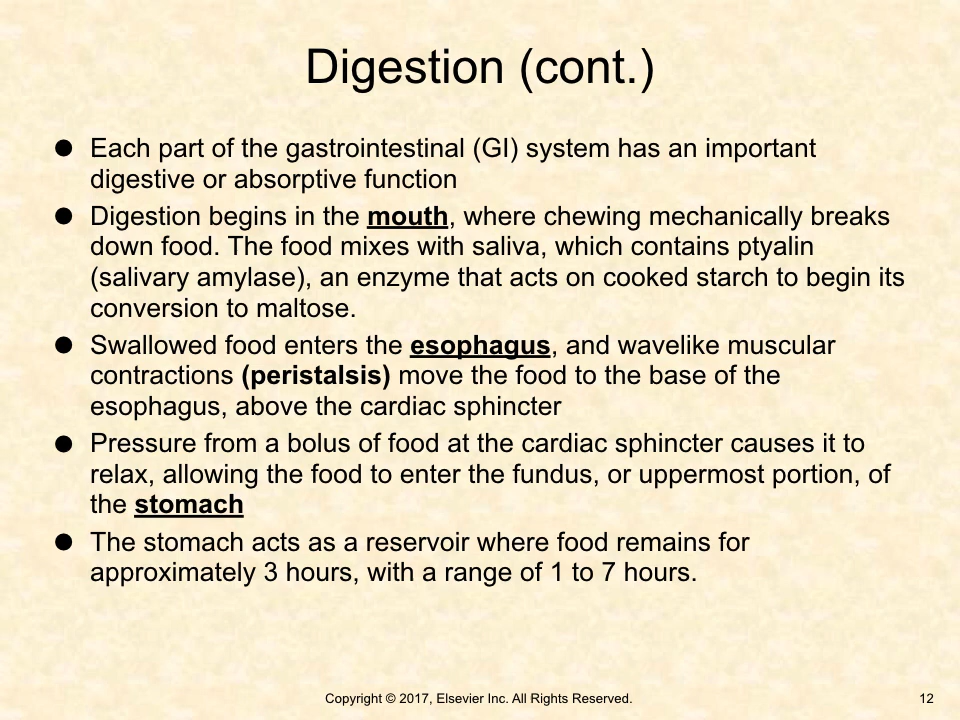 Digestion (cont.)
● Each part of the gastrointestinal (GI) system has an important
digestive or absorptive function
● Digestion begins in the mouth, where chewing mechanically breaks
down food. The food mixes with saliva, which contains ptyalin
(salivary amylase), an enzyme that acts on cooked starch to begin its
conversion to maltose.
● Swallowed food enters the esophagus, and wavelike muscular
contractions (peristalsis) move the food to the base of the
esophagus, above the cardiac sphincter
● Pressure from a bolus of food at the cardiac sphincter causes it to
relax, allowing the food to enter the fundus, or uppermost portion, of
the stomach
● The stomach acts as a reservoir where food remains for
approximately 3 hours, with a range of 1 to 7 hours.
Copyright © 2017, Elsevier Inc. All Rights Reserved.
12